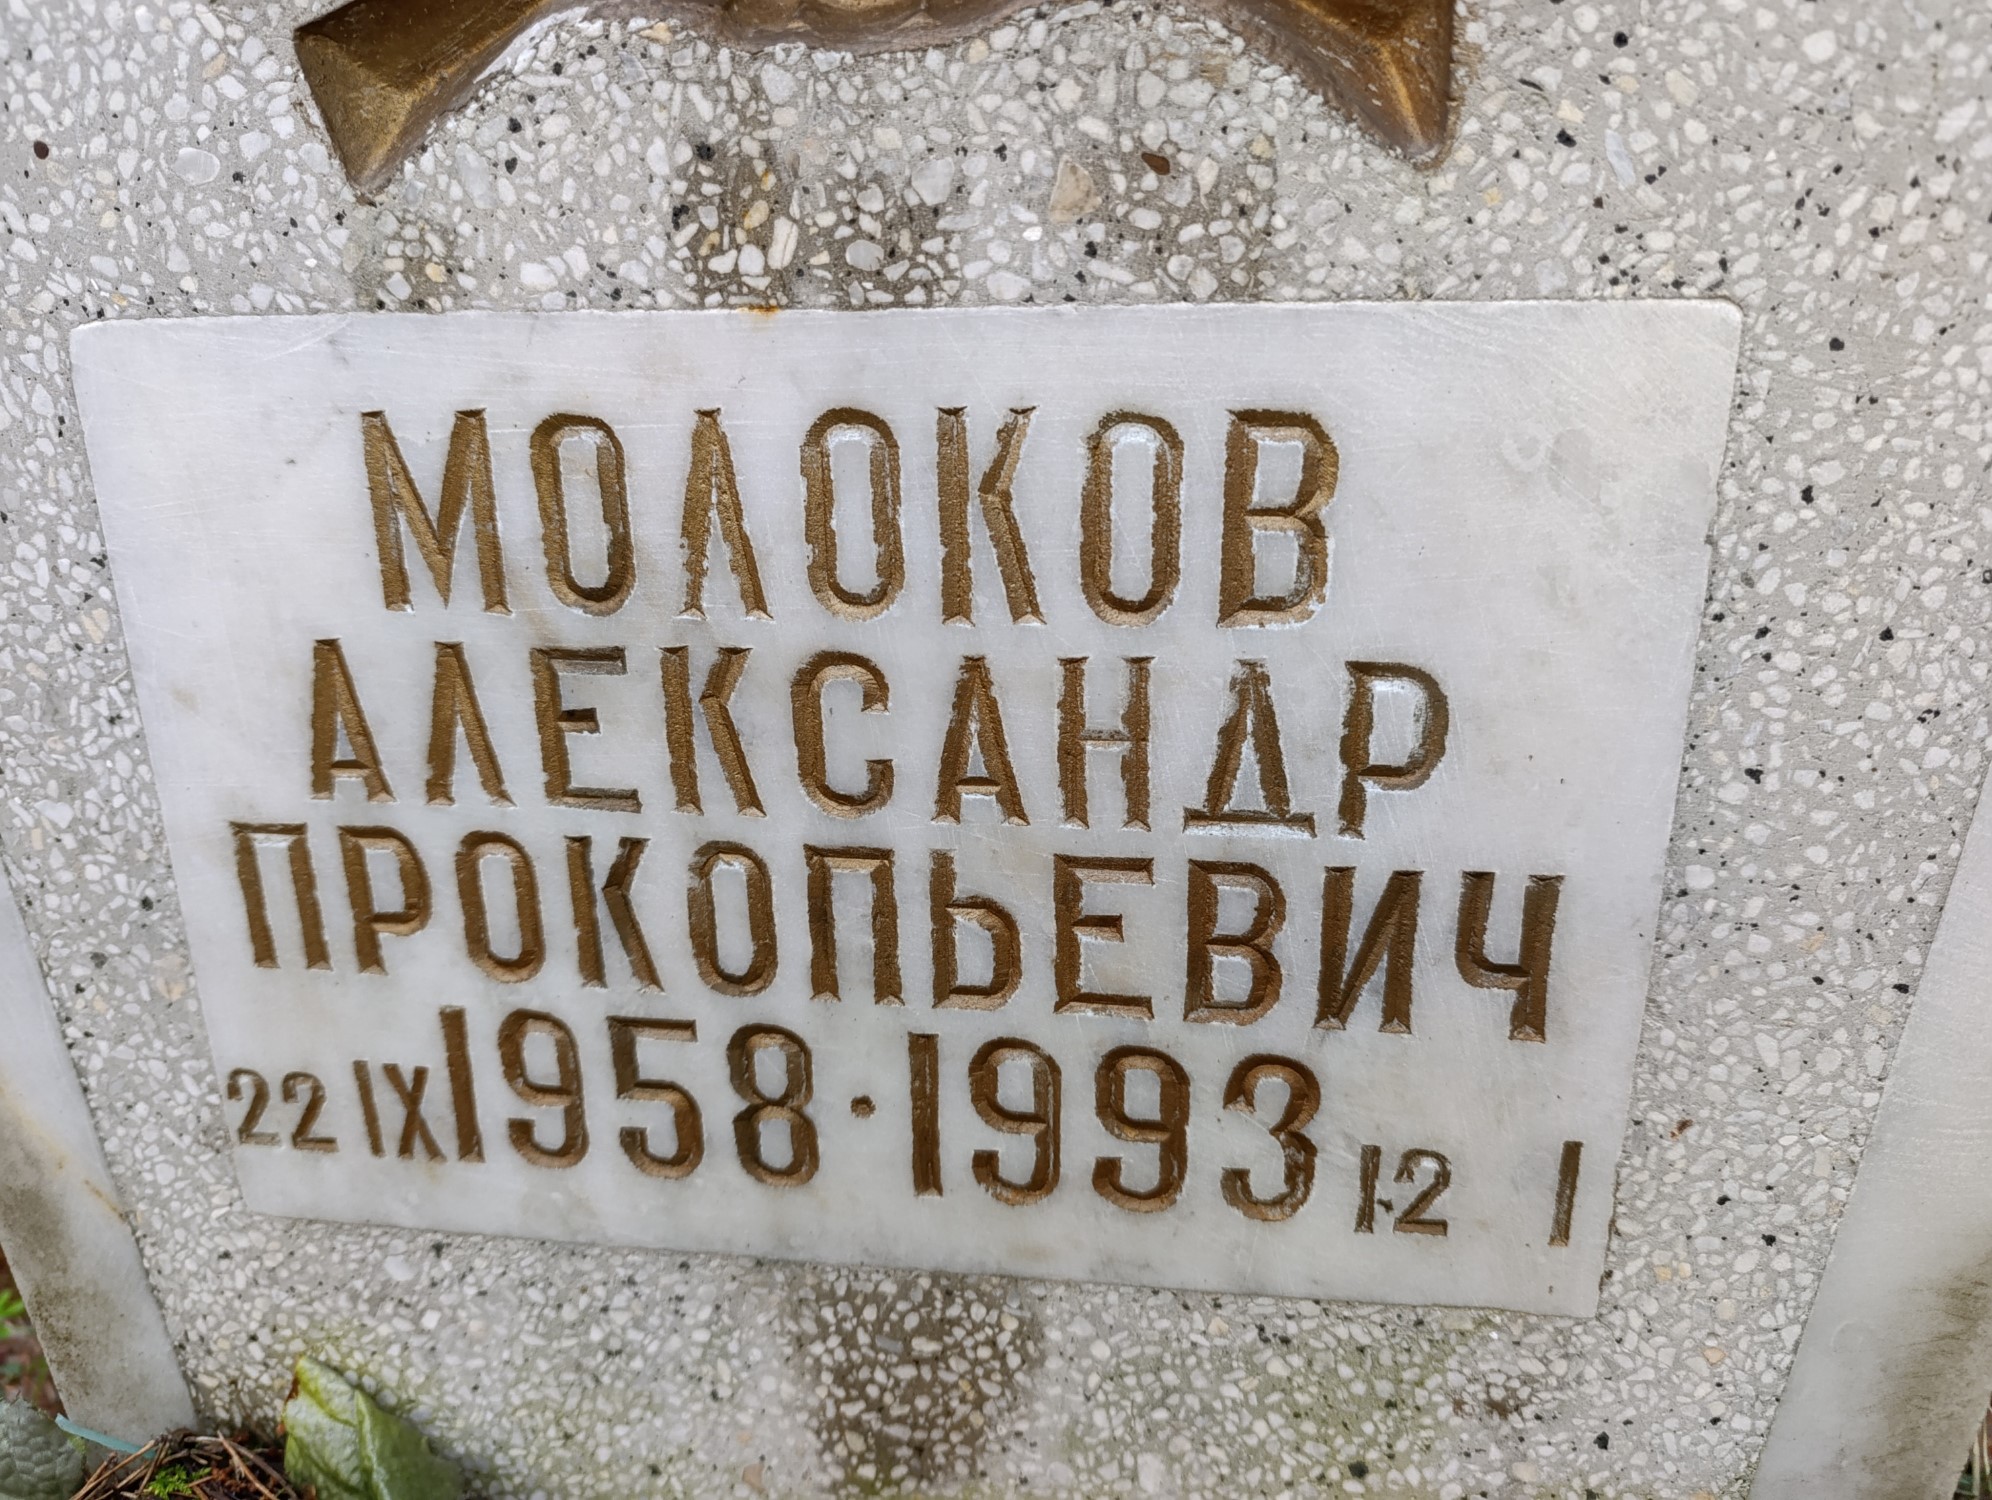 МОЛОКОВ
АЛЕКСАНДР
ПРОКОПЬЕВИЧ
22 IX 1958 · 1993 12 I